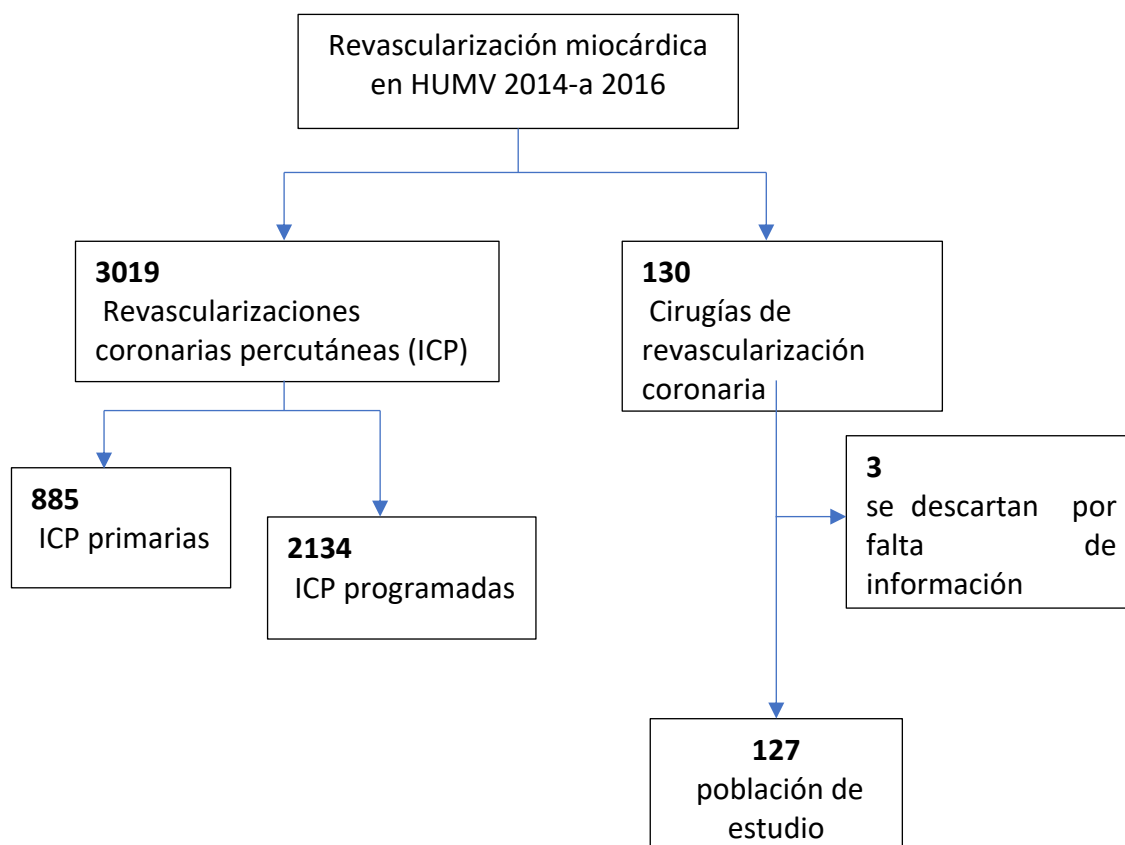 Revascularización miocárdica
en HUMV 2014-a 2016
3019
Revascularizaciones
coronarias percutáneas (ICP)
130
Cirugías de
revascularización
coronaria
885
ICP primarias
2134
ICP programadas
3
se descartan por
falta de
información
127
población de
estudio